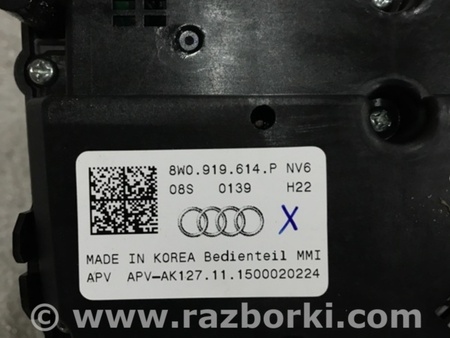 8W0.919.614.P NV6
08S 0139 H22
X
MADE IN KOREA Bedienteil MMI
APV APV-AK127.11.1500020224
www.razborki.com